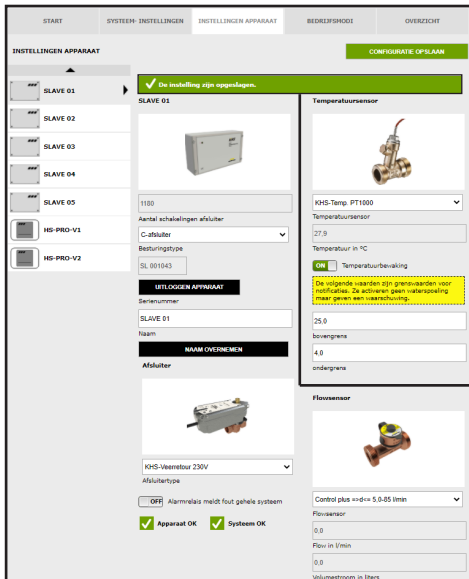 START
SYSTEEM- INSTELLINGEN
INSTELLINGEN APPARAAT
BEDRIJFSMODI
OVERZICHT
INSTELLINGEN APPARAAT
CONFIGURATIE OPSLAAN
SLAVE 01
SLAVE 02
SLAVE 03
SLAVE 04
SLAVE 05
HS-PRO-V1
HS-PRO-V2
De instelling zijn opgeslagen.
SLAVE 01
1180
Aantal schakelingen afsluiter
C-afsluiter
Besturingstype
SL 001043
UITLOGGEN APPARAAT
Serienummer
SLAVE 01
Naam
NAAM OVERNEMEN
Afsluiter
KHS-Veerretour 230V
Afsluitertype
OFF Alarmrelais meldt fout gehele systeem
Apparaat OK
Systeem OK
Temperatuursensor
KHS-Temp. PT1000
Temperatuursensor
27,9
Temperatuur in ºC
ON Temperatuurbewaking
De volgende waarden zijn grenswaarden voor
notificaties. Ze activeren geen waterspoeling
maar geven een waarschuwing.
25,0
bovengrens
4,0
ondergrens
Flowsensor
Control plus =>d<= 5,0-85 l/min
Flowsensor
0.0
Flow in l/min
0.0
Volumestroom in liters